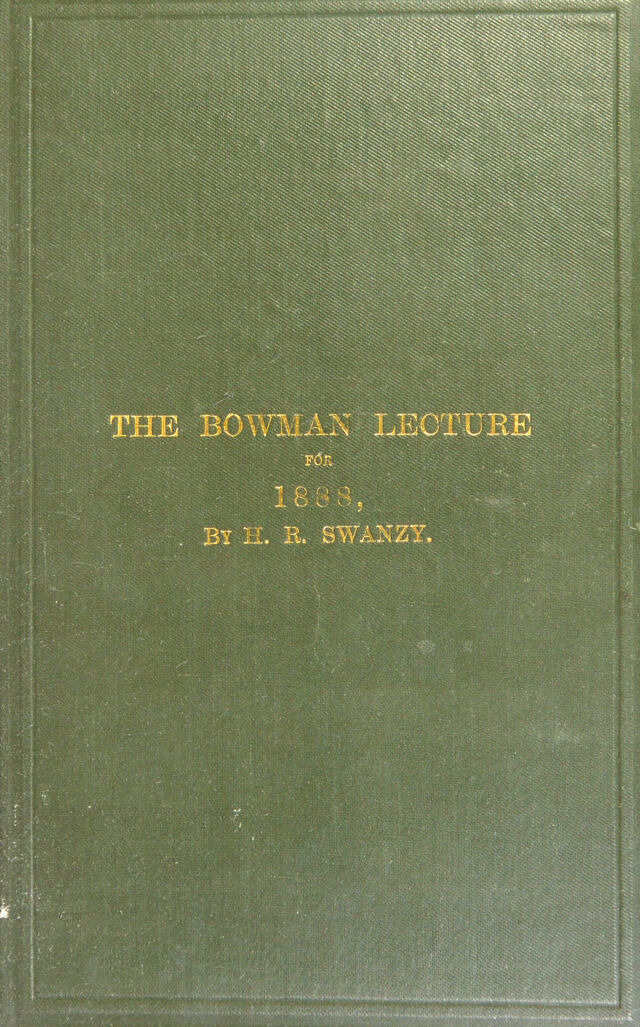 THE BOWMAN LECTURE
FOR
1888,
BY H. R. SWANZY.